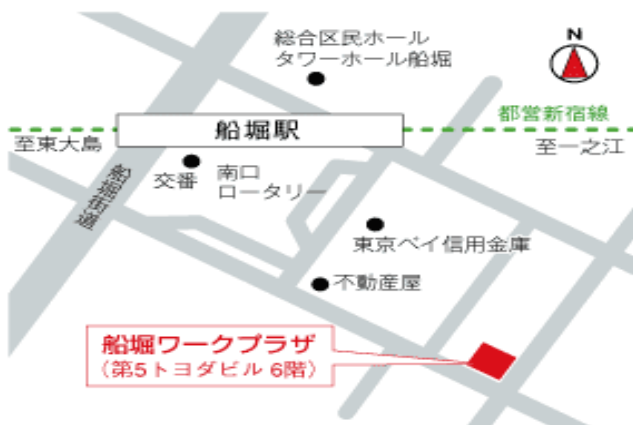 総合区民ホール
タワーホール船堀
N
都営新宿線
船堀駅
至東大島
至一之江
船堀街道
交番
南口
ロータリー
東京ベイ信用金庫
不動産屋
船堀ワークプラザ
（第5トヨダビル 6階）